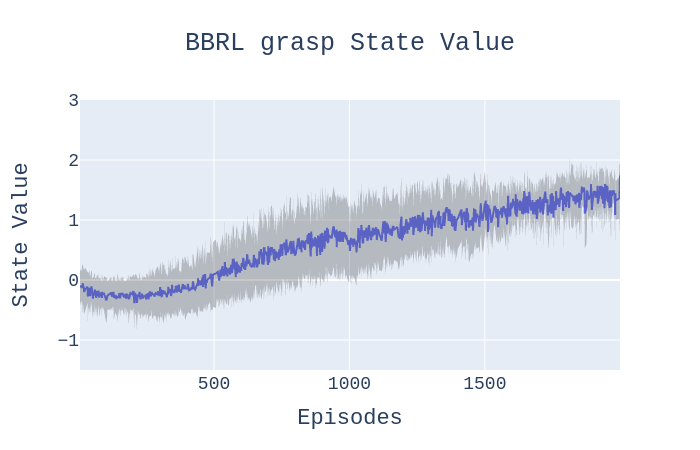 BBRL grasp State Value
3
2
1
0
−1
State Value
500
1000
1500
Episodes